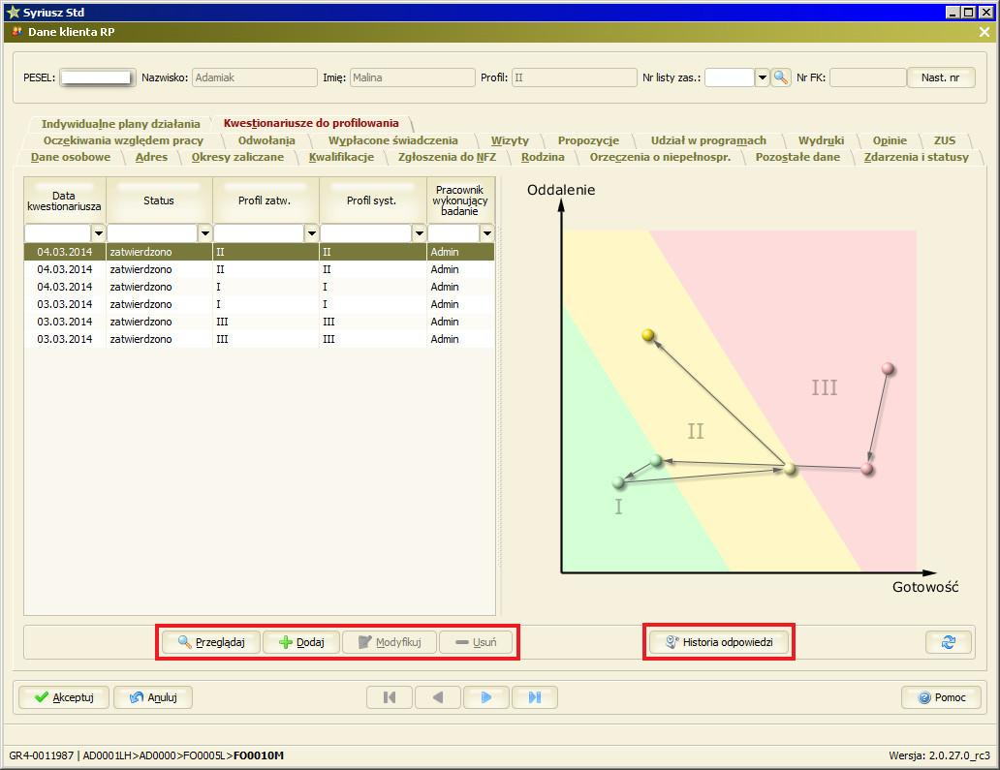 Syriusz Std
Dane klienta RP
PESEL: Nazwisko: Adamiak Imię: Malina Profil: II Nr listy zas.: Nr FK: Nast. nr
Indywidualne plany działania Kwestionariusze do profilowania
Oczekiwania względem pracy Odwołania Wypłacone świadczenia Wizyty Propozycje Udział w programach Wydruki Opinie ZUS
Dane osobowe Adres Okresy zaliczane Kwalifikacje Zgłoszenia do NFZ Rodzina Orzeczenia o niepełnospr. Pozostałe dane Zdarzenia i statusy
Data kwestionariusza Status Profil zatw. Profil syst. Pracownik wykonujący badanie
04.03.2014 zatwierdzono II II Admin
04.03.2014 zatwierdzono II II Admin
04.03.2014 zatwierdzono I I Admin
03.03.2014 zatwierdzono I I Admin
03.03.2014 zatwierdzono III III Admin
03.03.2014 zatwierdzono III III Admin
Oddalenie
III
II
I
Gotowość
Przeglądaj Dodaj Modyfikuj Usuń Historia odpowiedzi
Akceptuj Anuluj Pomoc
GR4-0011987 | AD0001LH>AD0000>FO0005L>FO0010M Wersja: 2.0.27.0_rc3